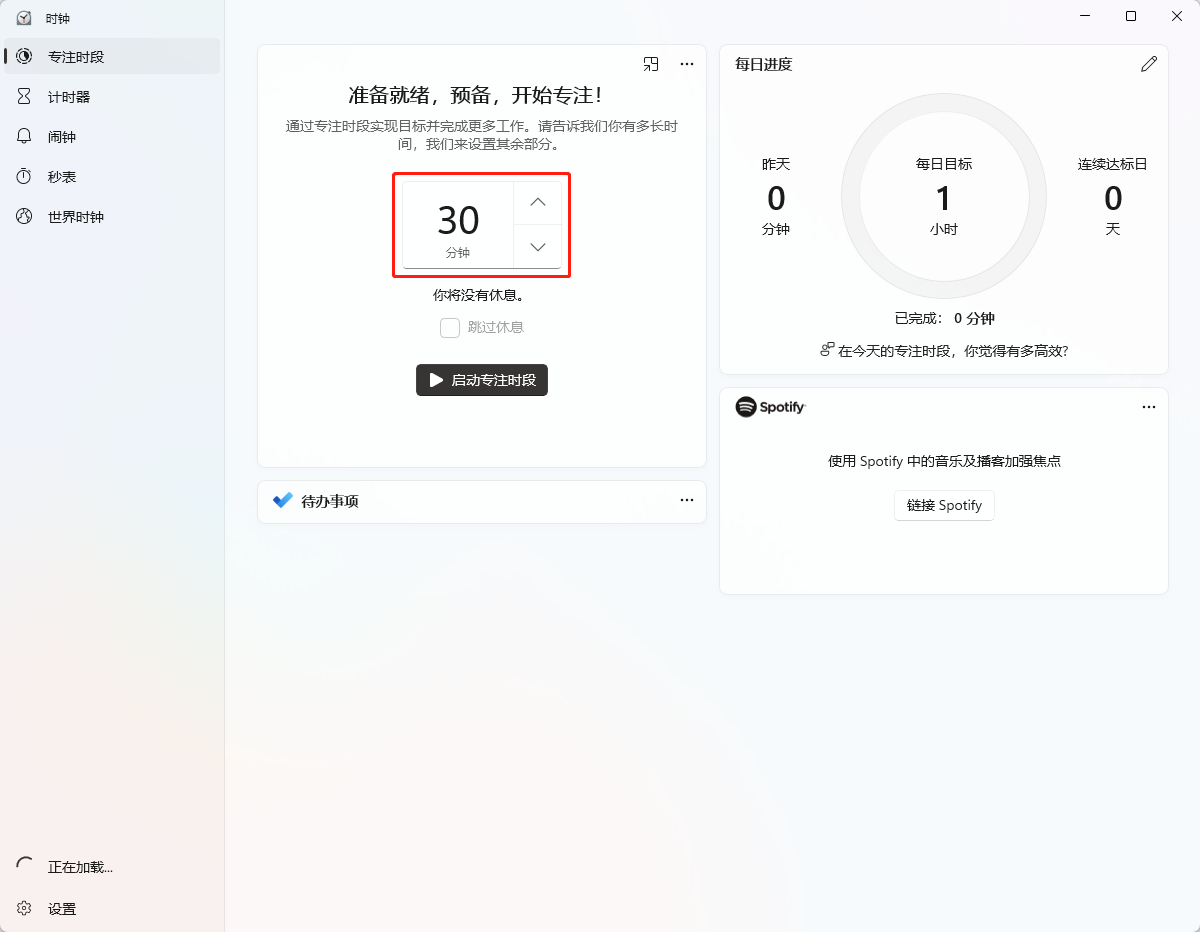 时钟
专注时段
计时器
闹钟
秒表
世界时钟
正在加载...
设置
准备就绪，预备，开始专注！
通过专注时段实现目标并完成更多工作。请告诉我们你有多长时
间，我们来设置其余部分。
30
分钟
你将没有休息。
跳过休息
启动专注时段
待办事项
每日进度
昨天
0
分钟
每日目标
1
小时
连续达标日
0
天
已完成： 0 分钟
在今天的专注时段，你觉得有多高效?
Spotify
使用 Spotify 中的音乐及播客加强焦点
链接 Spotify